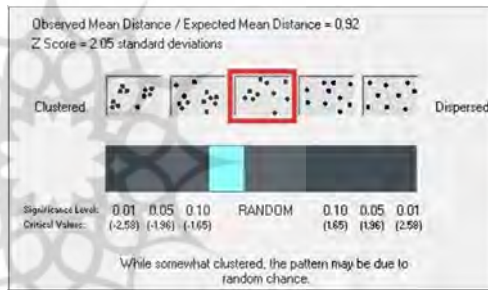 Observed Mean Distance / Expected Mean Distance = 0.92
Z Score = 2.05 standard deviations
Clustered
Dispersed
Significance Level: 0.01 0.05 0.10 RANDOM 0.10 0.05 0.01
Critical Values: (-2.58) (-1.96) (-1.65) (1.65) (1.96) (2.58)
While somewhat clustered, the pattern may be due to
random chance.